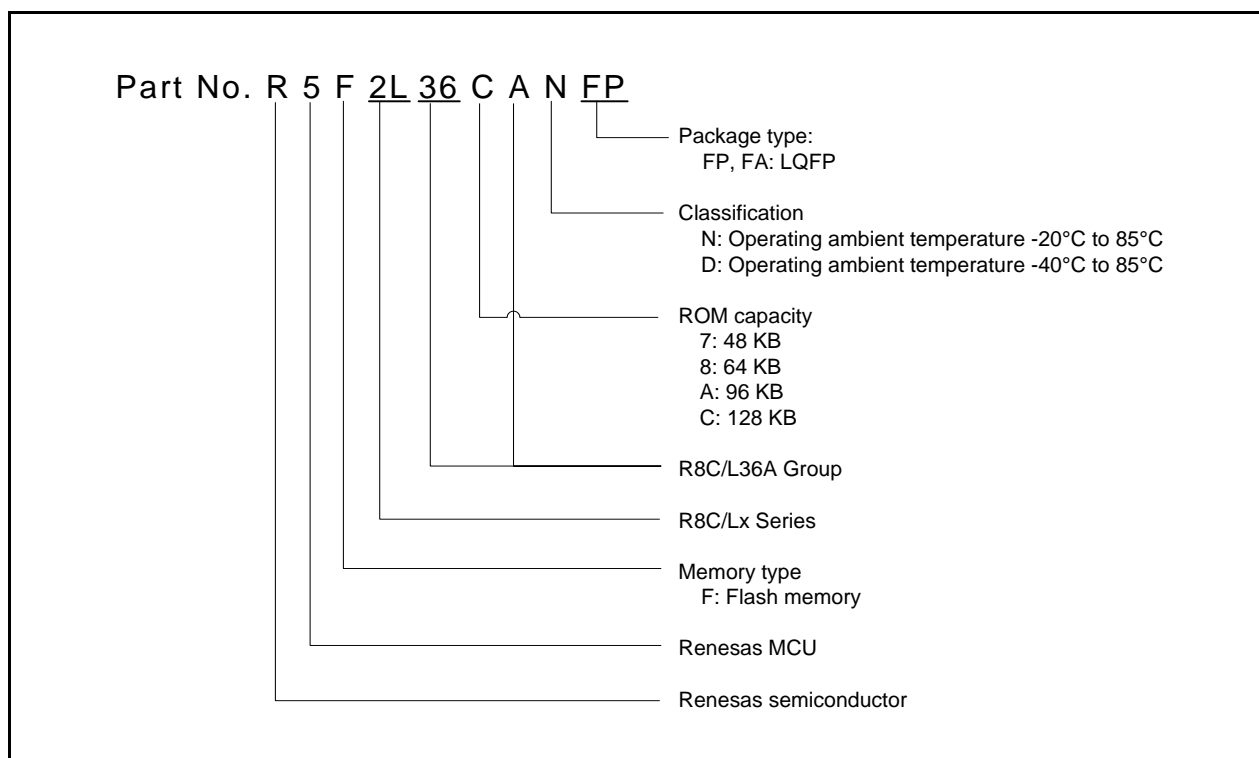 Part No. R 5 F 2L 36 C A N FP
Package type:
FP, FA: LQFP
Classification
N: Operating ambient temperature -20°C to 85°C
D: Operating ambient temperature -40°C to 85°C
ROM capacity
7: 48 KB
8: 64 KB
A: 96 KB
C: 128 KB
R8C/L36A Group
R8C/Lx Series
Memory type
F: Flash memory
Renesas MCU
Renesas semiconductor